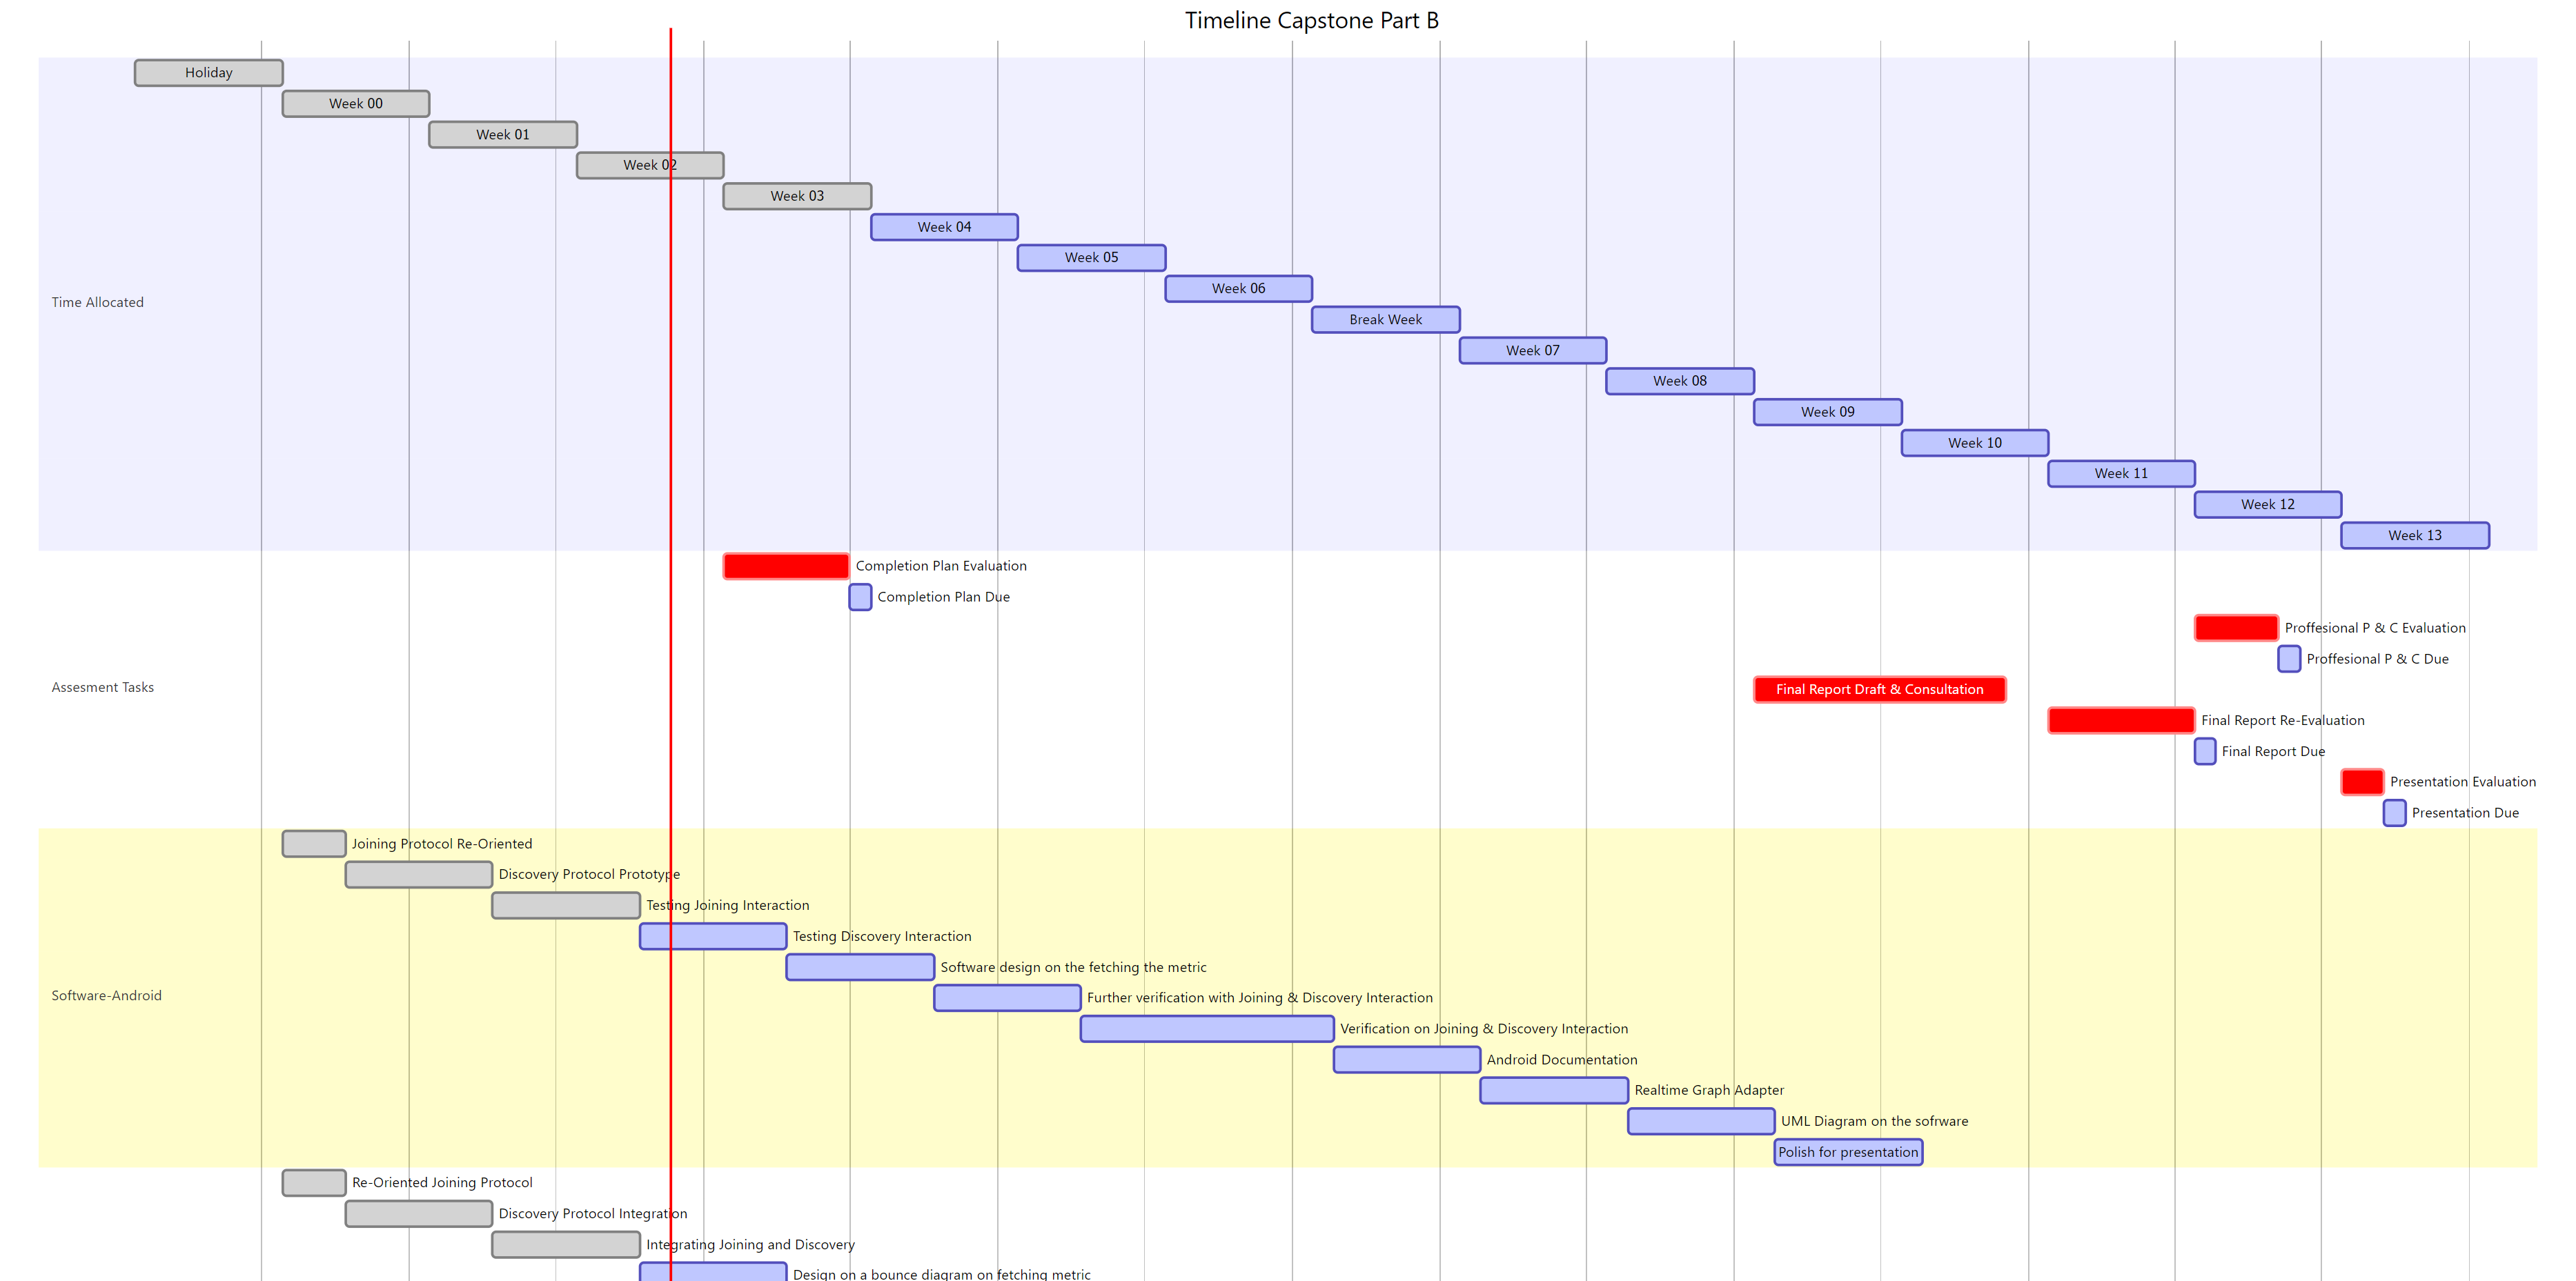 Timeline Capstone Part B
Holiday
Week 00
Week 01
Week 02
Week 03
Week 04
Week 05
Week 06
Time Allocated
Break Week
Week 07
Week 08
Week 09
Week 10
Week 11
Week 12
Week 13
Completion Plan Evaluation
Completion Plan Due
Proffesional P & C Evaluation
Proffesional P & C Due
Assesment Tasks
Final Report Draft & Consultation
Final Report Re-Evaluation
Final Report Due
Presentation Evaluation
Presentation Due
Joining Protocol Re-Oriented
Discovery Protocol Prototype
Testing Joining Interaction
Testing Discovery Interaction
Software design on the fetching the metric
Software-Android
Further verification with Joining & Discovery Interaction
Verification on Joining & Discovery Interaction
Android Documentation
Realtime Graph Adapter
UML Diagram on the sofrware
Polish for presentation
Re-Oriented Joining Protocol
Discovery Protocol Integration
Integrating Joining and Discovery
Design on a bounce diagram on fetching metric